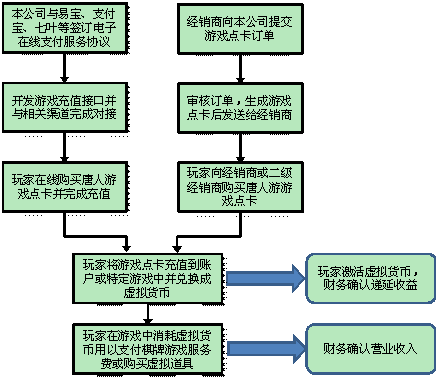 本公司与易宝、支付
宝、七叶等签订电子
在线支付服务协议
经销商向本公司提交
游戏点卡订单
开发游戏充值接口并
与相关渠道完成对接
审核订单，生成游戏
点卡后发送给经销商
玩家在线购买唐人游
戏点卡并完成充值
玩家向经销商或二级
经销商购买唐人游游
戏点卡
玩家将游戏点卡充值到账
户或特定游戏中并兑换成
虚拟货币
玩家激活虚拟货币，
财务确认递延收益
玩家在游戏中消耗虚拟货
币用以支付棋牌游戏服务
费或购买虚拟道具
财务确认营业收入